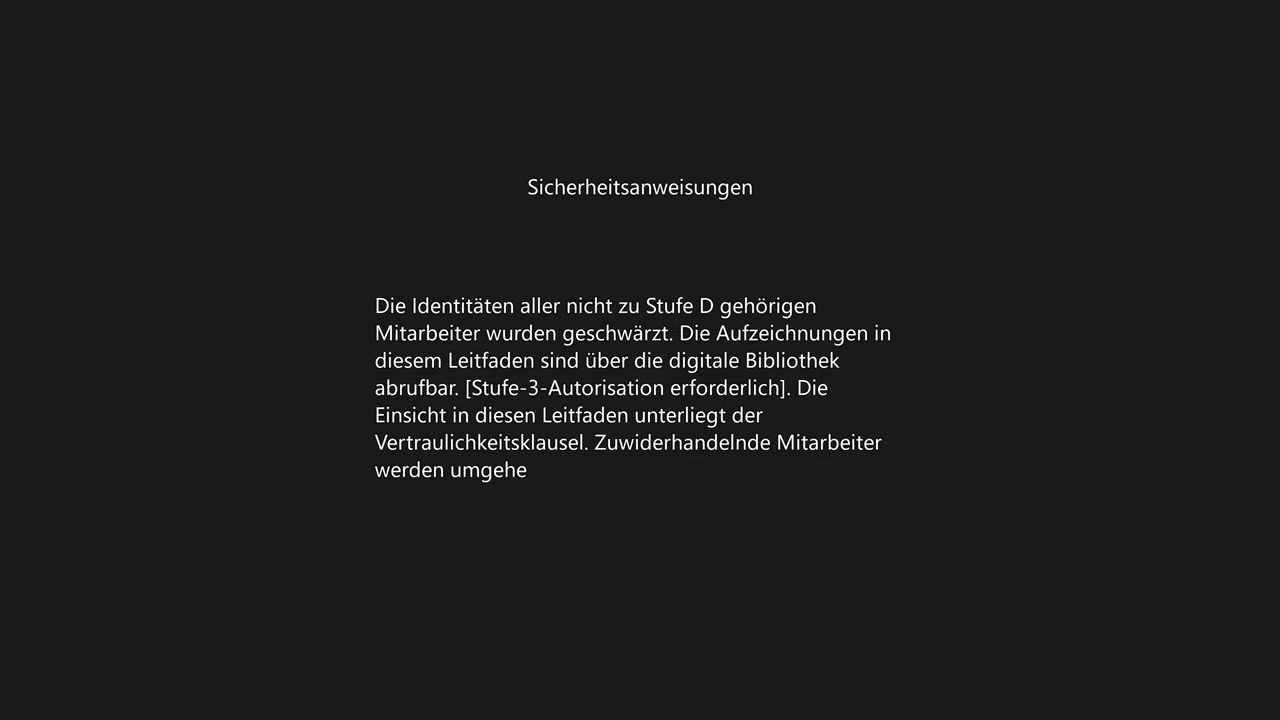 Sicherheitsanweisungen
Die Identitäten aller nicht zu Stufe D gehörigen
Mitarbeiter wurden geschwärzt. Die Aufzeichnungen in
diesem Leitfaden sind über die digitale Bibliothek
abrufbar. [Stufe-3-Autorisation erforderlich]. Die
Einsicht in diesen Leitfaden unterliegt der
Vertraulichkeitsklausel. Zuwiderhandelnde Mitarbeiter
werden umgehe